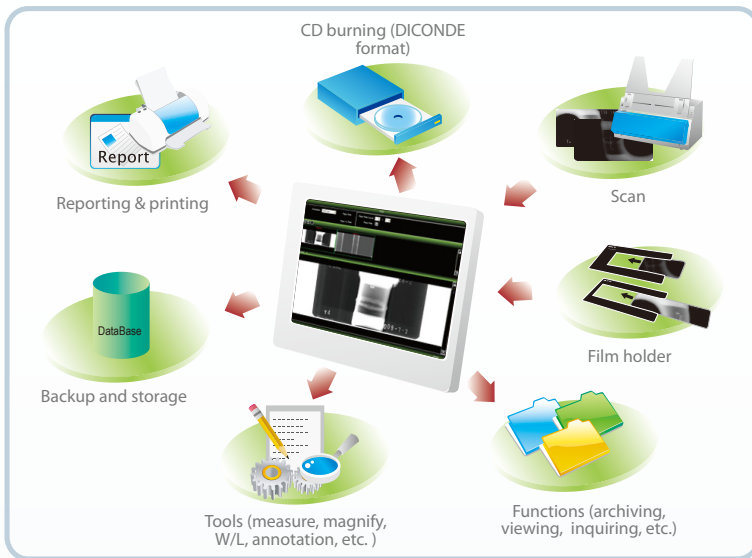 CD burning (DICONDE
format)
Report
Reporting & printing
Scan
DataBase
Backup and storage
Film holder
Tools (measure, magnify,
W/L, annotation, etc. )
Functions (archiving,
viewing,  inquiring, etc.)